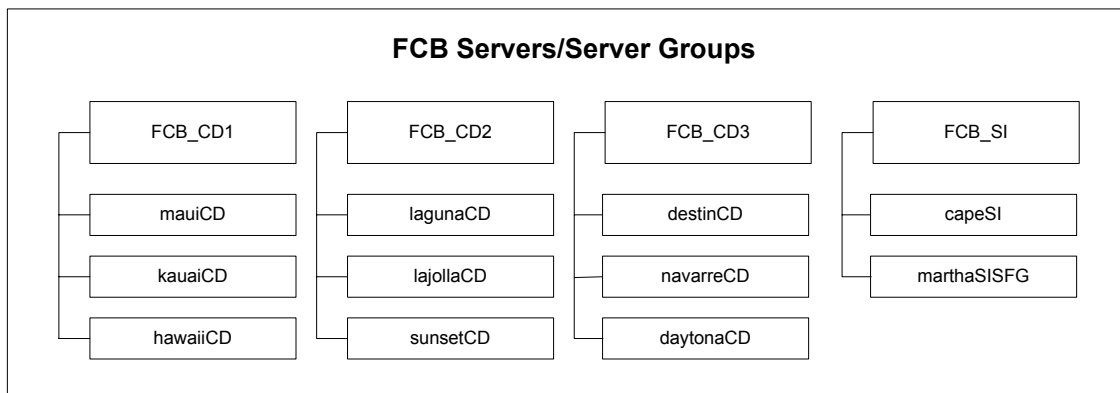 FCB Servers/Server Groups
FCB_CD1
FCB_CD2
FCB_CD3
FCB_SI
mauiCD
lagunaCD
destinCD
capeSI
kauaiCD
lajollaCD
navarreCD
marthaSISFG
hawaiiCD
sunsetCD
daytonaCD